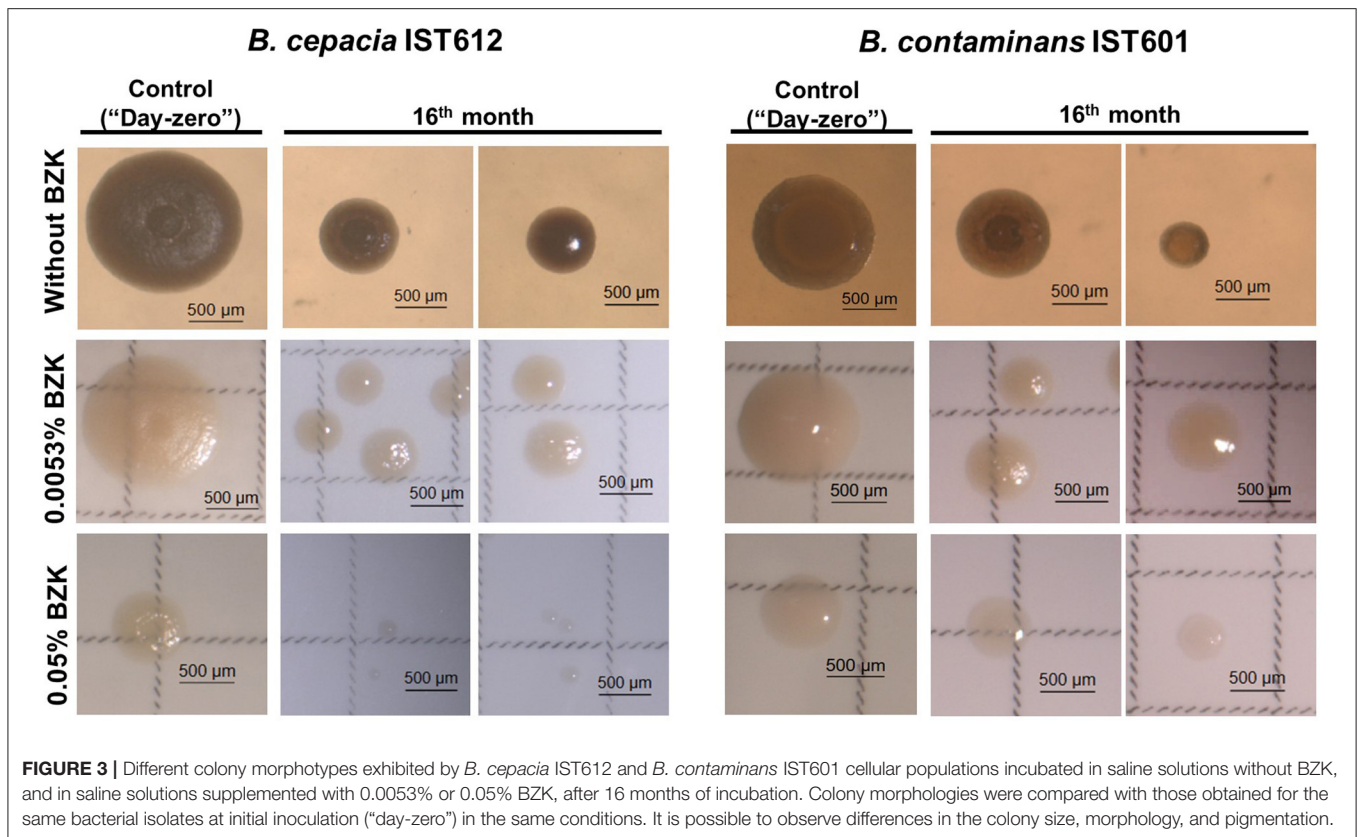 B. cepacia IST612
B. contaminans IST601
Control
("Day-zero")
16th month
Control
("Day-zero")
16th month
Without BZK
500 µm
500 µm
500 µm
500 µm
500 µm
500 µm
0.0053% BZK
500 µm
500 µm
500 µm
500 µm
500 µm
500 µm
0.05% BZK
500 µm
500 µm
500 µm
500 µm
500 µm
500 µm
FIGURE 3 | Different colony morphotypes exhibited by B. cepacia IST612 and B. contaminans IST601 cellular populations incubated in saline solutions without BZK,
and in saline solutions supplemented with 0.0053% or 0.05% BZK, after 16 months of incubation. Colony morphologies were compared with those obtained for the
same bacterial isolates at initial inoculation ("day-zero") in the same conditions. It is possible to observe differences in the colony size, morphology, and pigmentation.